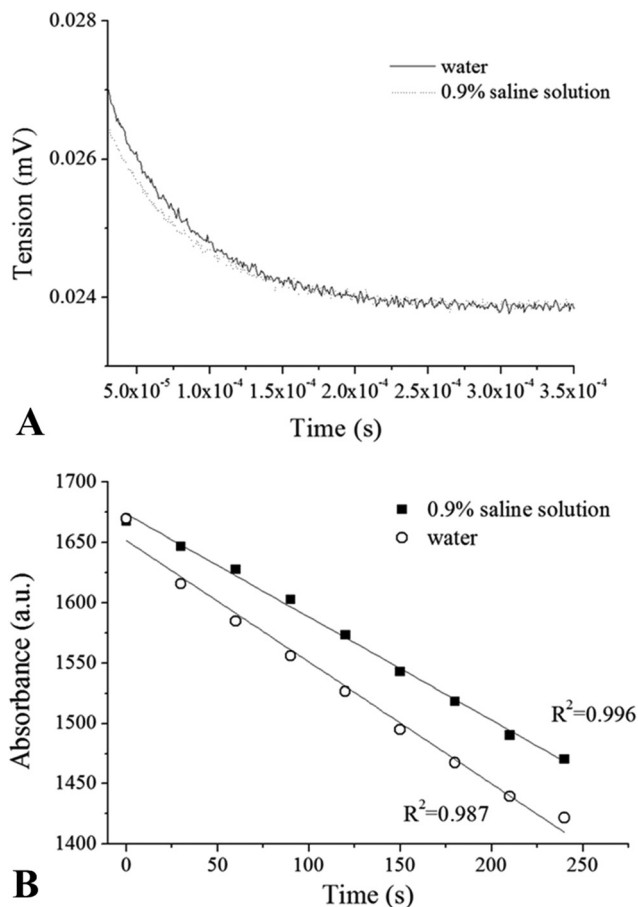 0.028
0.026
0.024
Tension (mV)
water
0.9% saline solution
5.0x10⁻⁵ 1.0x10⁻⁴ 1.5x10⁻⁴ 2.0x10⁻⁴ 2.5x10⁻⁴ 3.0x10⁻⁴ 3.5x10⁻⁴
Time (s)
A
1700
1650
1600
1550
1500
1450
1400
Absorbance (a.u.)
0.9% saline solution
water
R²=0.996
R²=0.987
0 50 100 150 200 250
Time (s)
B